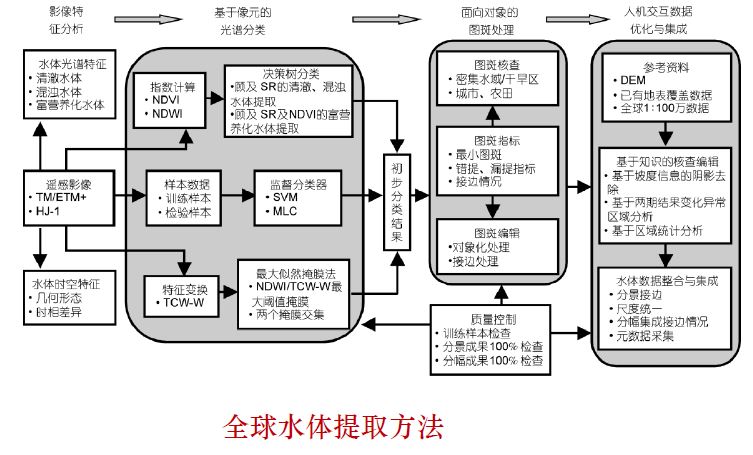 影像特
征分析
基于像元的
光谱分类
面向对象的
图斑处理
人机交互数据
优化与集成
水体光谱特征
• 清澈水体
• 混浊水体
• 富营养化水体
遥感影像
• TM/ETM+
• HJ-1
水体时空特征
• 几何形态
• 时相差异
指数计算
• NDVI
• NDWI
决策树分类
• 顾及 SR的清澈、混浊
水体提取
• 顾及SR及NDVI的富营
养化水体提取
样本数据
• 训练样本
• 检验样本
监督分类器
• SVM
• MLC
特征变换
• TCW-W
最大似然掩膜法
• NDWI/TCW-W最
大阈值掩膜
• 两个掩膜交集
初步分类结果
图斑核查
• 密集水域/干旱区
• 城市、农田
图斑指标
• 最小图斑
• 错提、漏提指标
• 接边情况
图斑编辑
• 对象化处理
• 接边处理
质量控制
• 训练样本检查
• 分景成果100%检查
• 分幅成果100%检查
参考资料
• DEM
• 已有地表覆盖数据
• 全球1:100万数据
基于知识的核查编辑
• 基于坡度信息的阴影去
除
• 基于两期结果变化异常
区域分析
• 基于区域统计分析
水体数据整合与集成
• 分景接边
• 尺度统一
• 分幅集成接边情况
• 元数据采集
全球水体提取方法